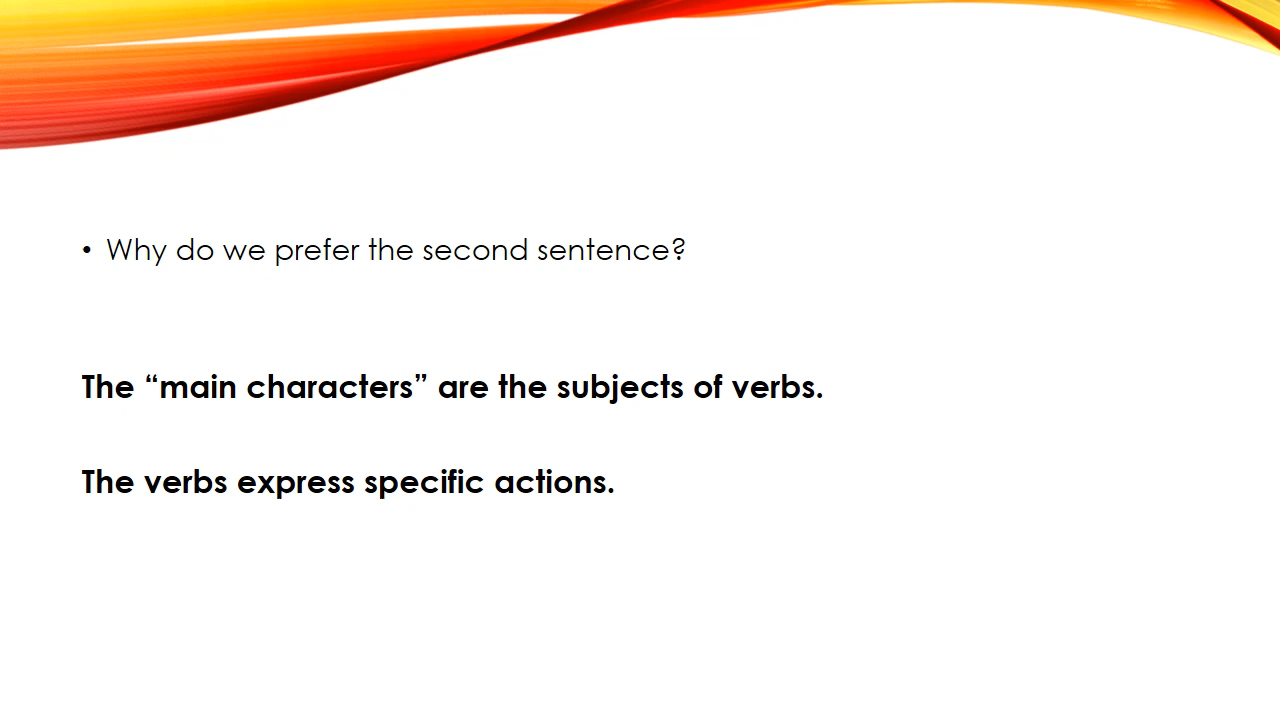 • Why do we prefer the second sentence?
The “main characters” are the subjects of verbs.
The verbs express specific actions.